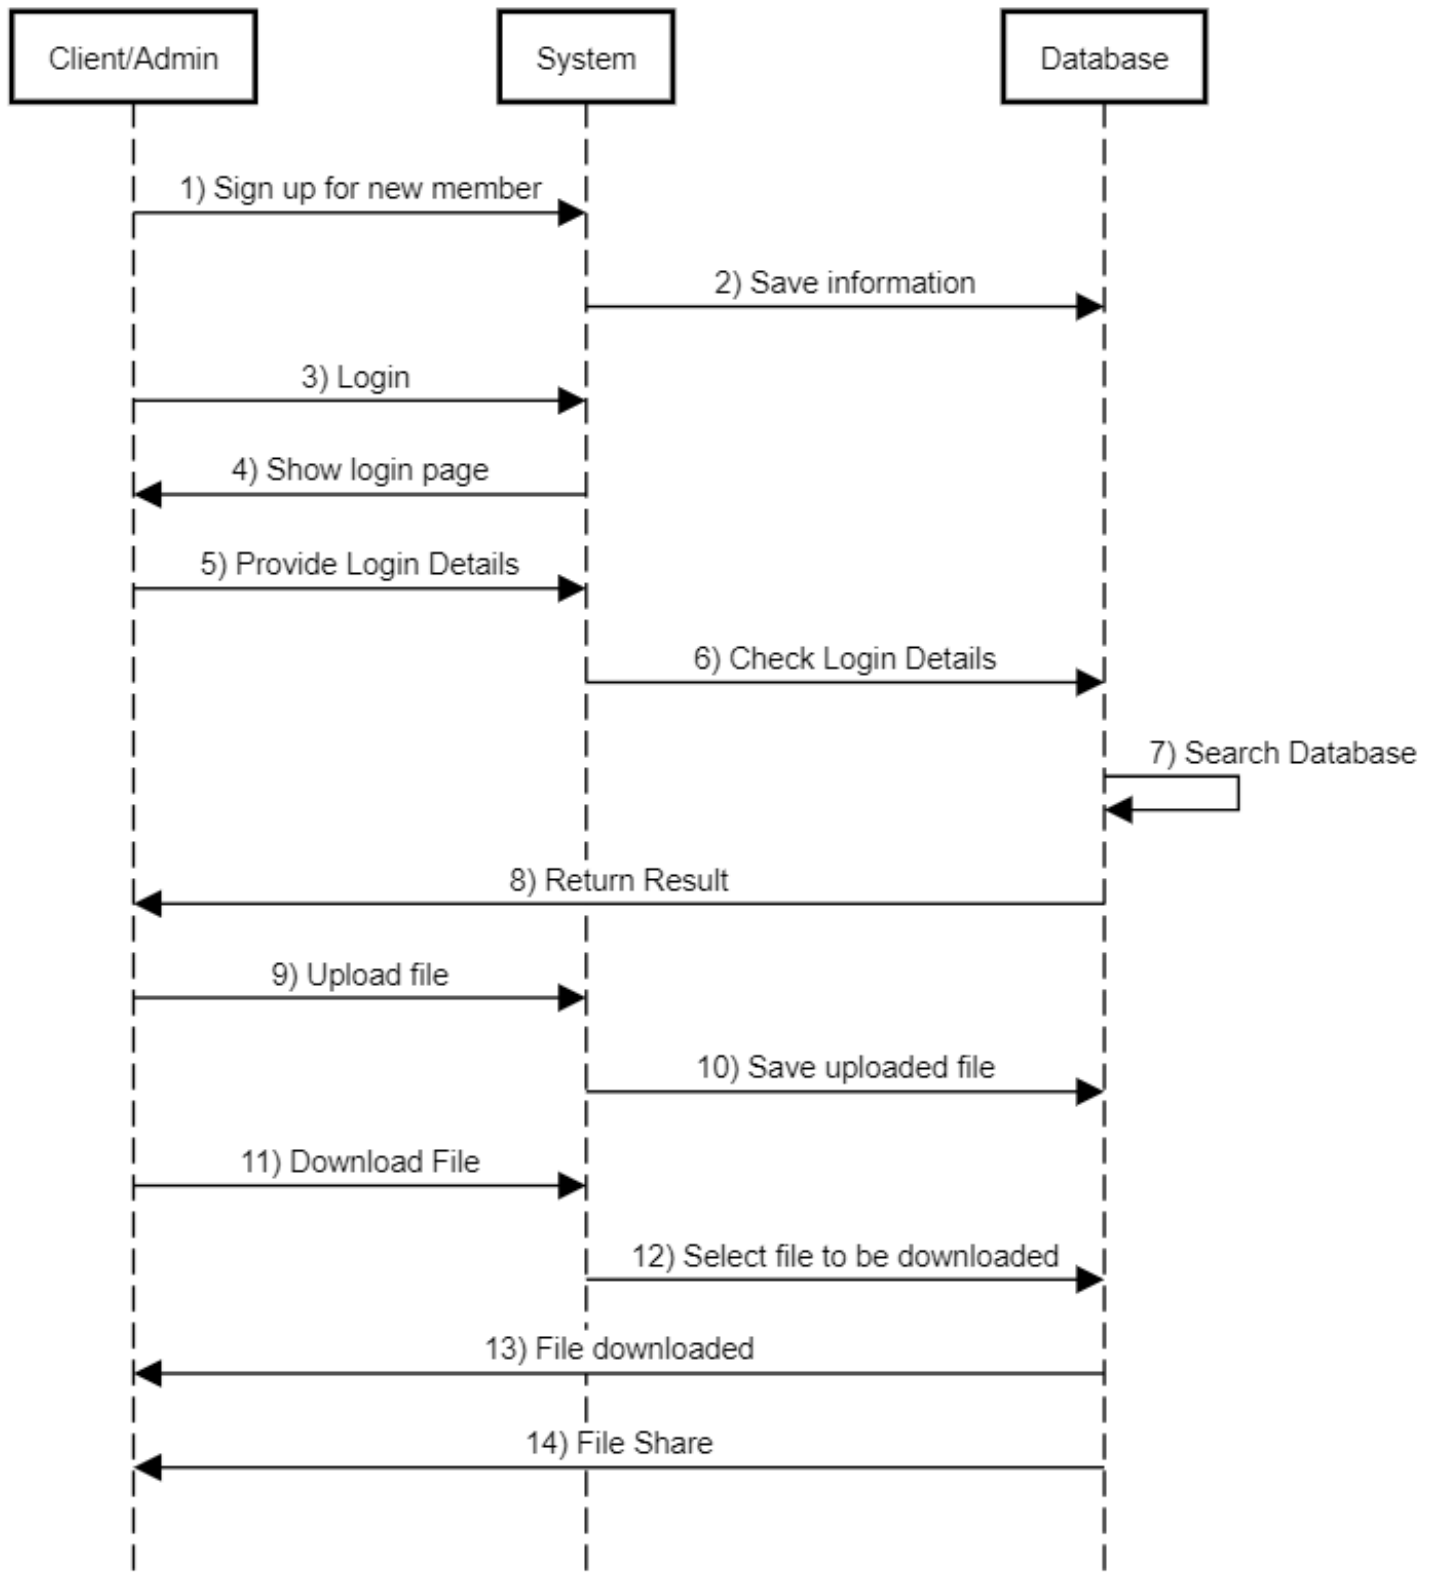 Client/Admin
System
Database
1) Sign up for new member
2) Save information
3) Login
4) Show login page
5) Provide Login Details
6) Check Login Details
7) Search Database
8) Return Result
9) Upload file
10) Save uploaded file
11) Download File
12) Select file to be downloaded
13) File downloaded
14) File Share